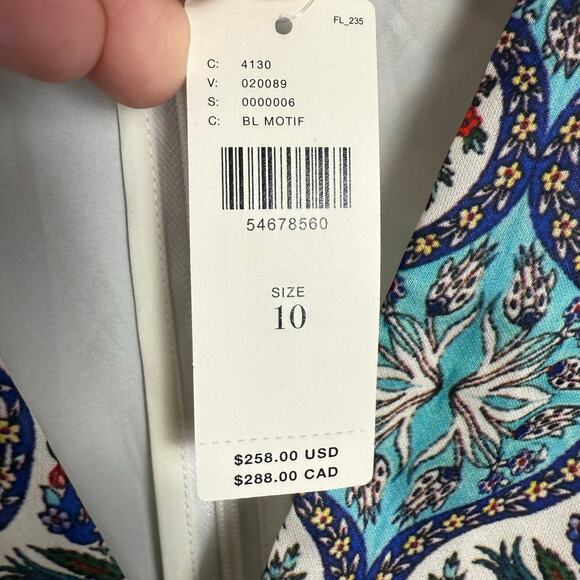 FL_235
C: 4130
V: 020089
S: 0000006
C: BL MOTIF
54678560
SIZE
10
$258.00 USD
$288.00 CAD